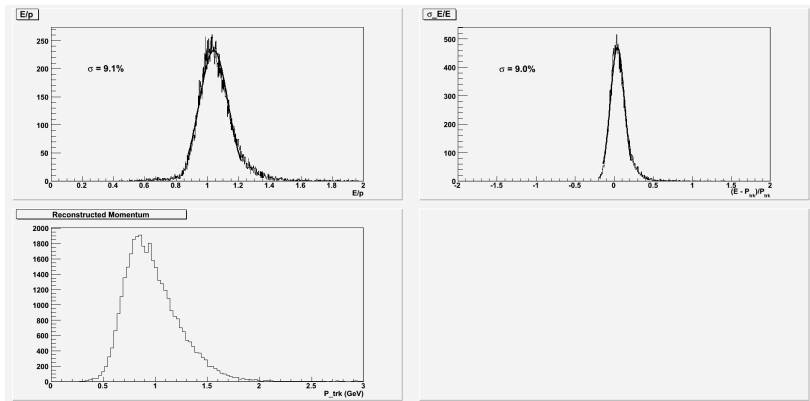 E/p
250
200
150
100
50
0
σ = 9.1%
0 0.2 0.4 0.6 0.8 1 1.2 1.4 1.6 1.8 2
E/p
σ_E/E
500
400
300
200
100
σ = 9.0%
-2 -1.5 -1 -0.5 0 0.5 1 1.5 2
(E - P_trk)/P_trk
Reconstructed Momentum
2000
1800
1600
1400
1200
1000
800
600
400
200
0
0 0.5 1 1.5 2 2.5 3
P_trk (GeV)